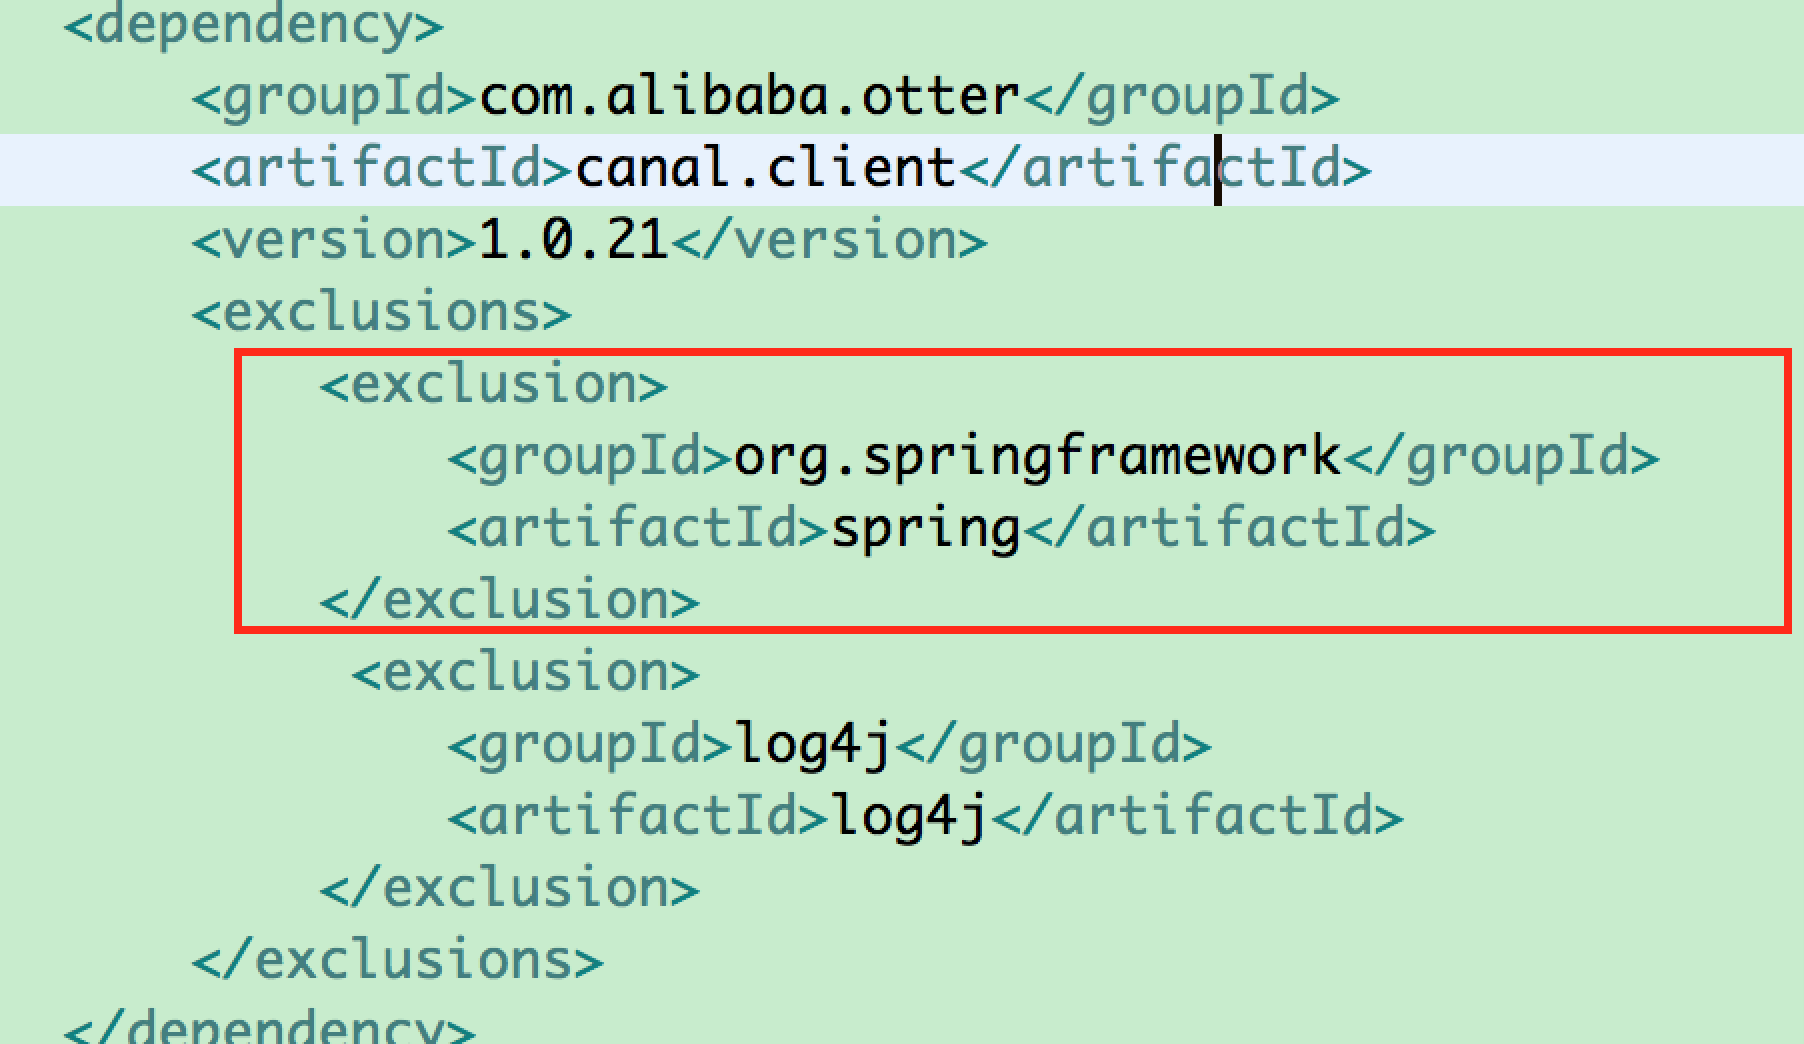 <dependency>
<groupId>com.alibaba.otter</groupId>
<artifactId>canal.client</artifactId>
<version>1.0.21</version>
<exclusions>
<exclusion>
<groupId>org.springframework</groupId>
<artifactId>spring</artifactId>
</exclusion>
<exclusion>
<groupId>log4j</groupId>
<artifactId>log4j</artifactId>
</exclusion>
</exclusions>
</dependency>